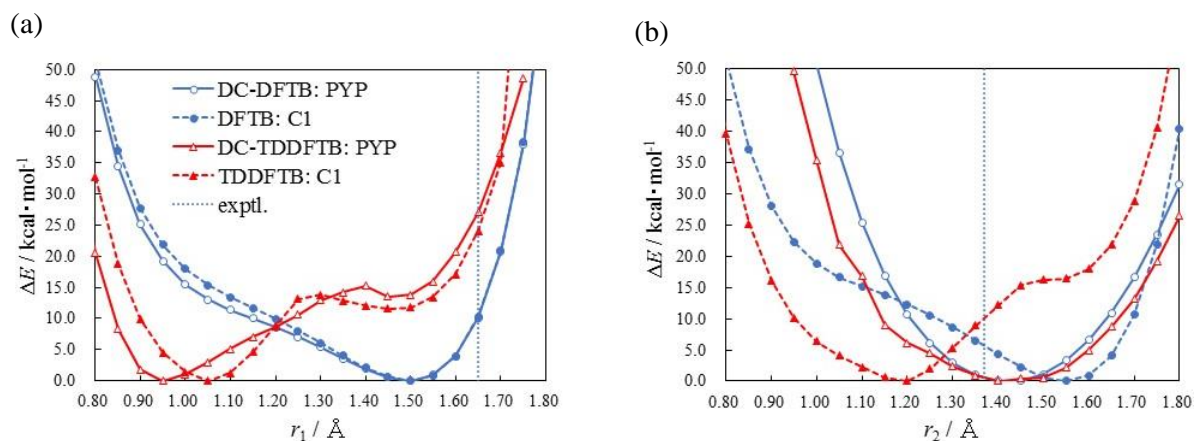 (a)
(b)
50.0
45.0
40.0
35.0
30.0
25.0
20.0
15.0
10.0
5.0
0.0
ΔE / kcal·mol⁻¹
DC-DFTB: PYP
DFTB: C1
DC-TDDFTB: PYP
TDDFTB: C1
exptl.
0.80 0.90 1.00 1.10 1.20 1.30 1.40 1.50 1.60 1.70 1.80
r₁ / Å
50.0
45.0
40.0
35.0
30.0
25.0
20.0
15.0
10.0
5.0
0.0
ΔE / kcal·mol⁻¹
0.80 0.90 1.00 1.10 1.20 1.30 1.40 1.50 1.60 1.70 1.80
r₂ / Å